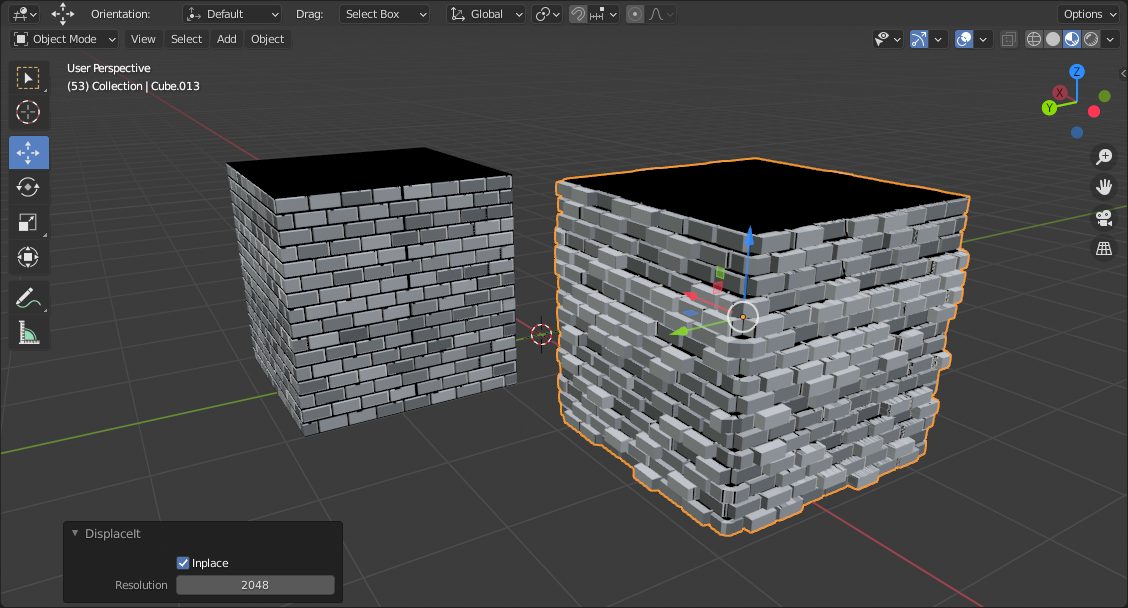 Orientation: Default Drag: Select Box Global Options
Object Mode View Select Add Object
User Perspective
(53) Collection | Cube.013
Z
X
Y
DisplaceIt
Inplace
Resolution 2048